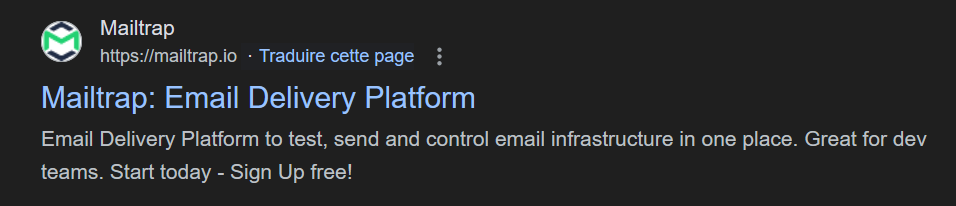 Mailtrap
https://mailtrap.io · Traduire cette page
Mailtrap: Email Delivery Platform
Email Delivery Platform to test, send and control email infrastructure in one place. Great for dev
teams. Start today - Sign Up free!